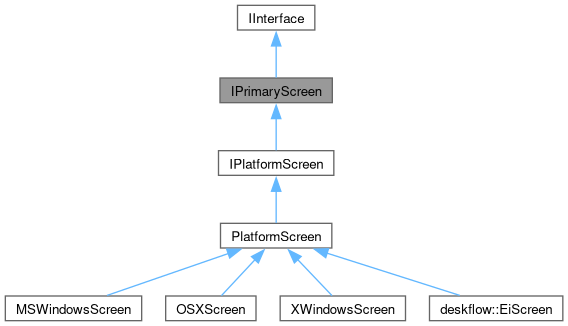 IInterface
IPrimaryScreen
IPlatformScreen
PlatformScreen
MSWindowsScreen
OSXScreen
XWindowsScreen
deskflow::EiScreen